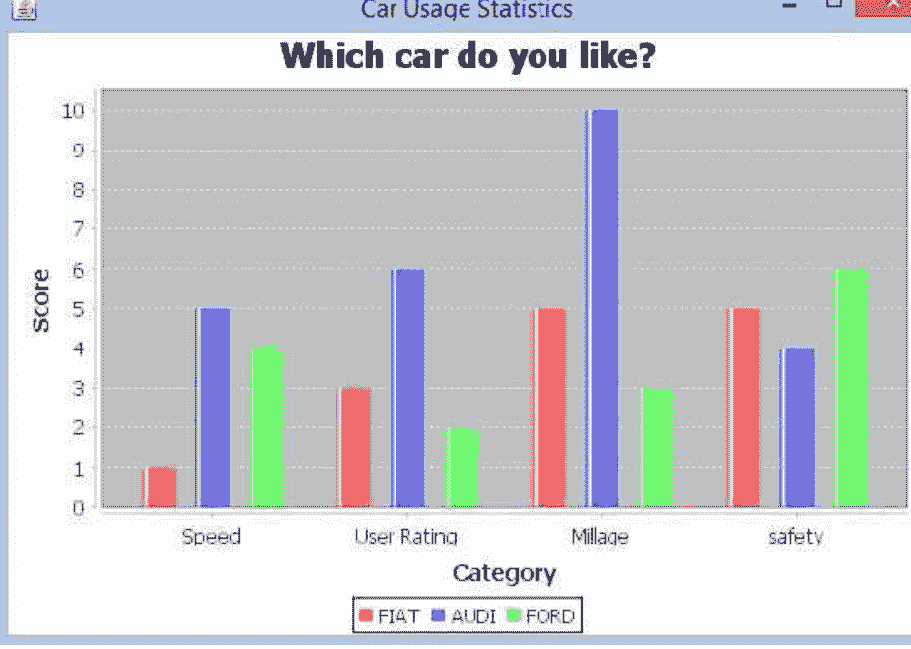 Car Usage Statistics
Which car do you like?
10
9
8
7
6
5
4
3
2
1
0
Score
Speed User Rating Millage safety
Category
FIAT AUDI FORD